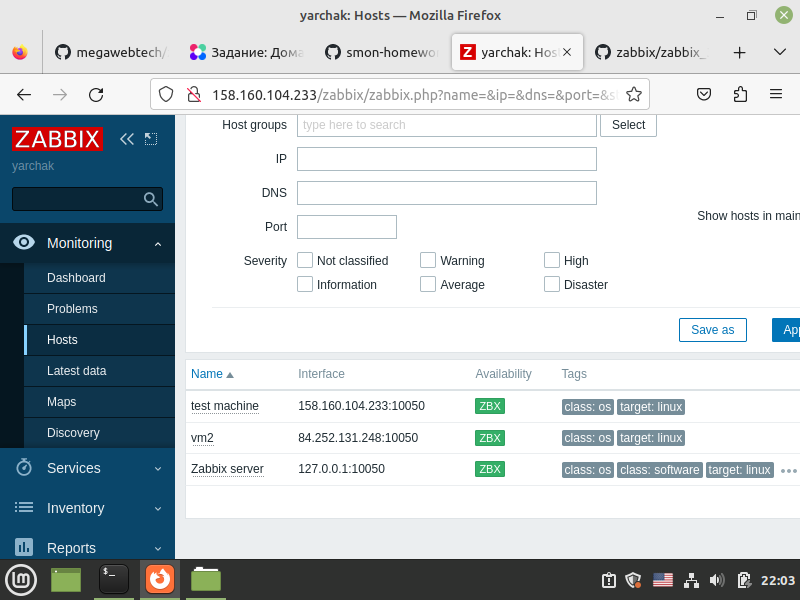 yarchak: Hosts — Mozilla Firefox
megawebtech/
Задание: Дома
smon-homewo
yarchak: Hos
zabbix/zabbix_
158.160.104.233/zabbix/zabbix.php?name=&ip=&dns=&port=&s
ZABBIX
yarchak
Monitoring
Dashboard
Problems
Hosts
Latest data
Maps
Discovery
Services
Inventory
Reports
Host groups type here to search Select
IP
DNS
Port
Show hosts in main
Severity Not classified Warning High
Information Average Disaster
Save as App
Name Interface Availability Tags
test machine 158.160.104.233:10050 ZBX class: os target: linux
vm2 84.252.131.248:10050 ZBX class: os target: linux
Zabbix server 127.0.0.1:10050 ZBX class: os class: software target: linux
22:03